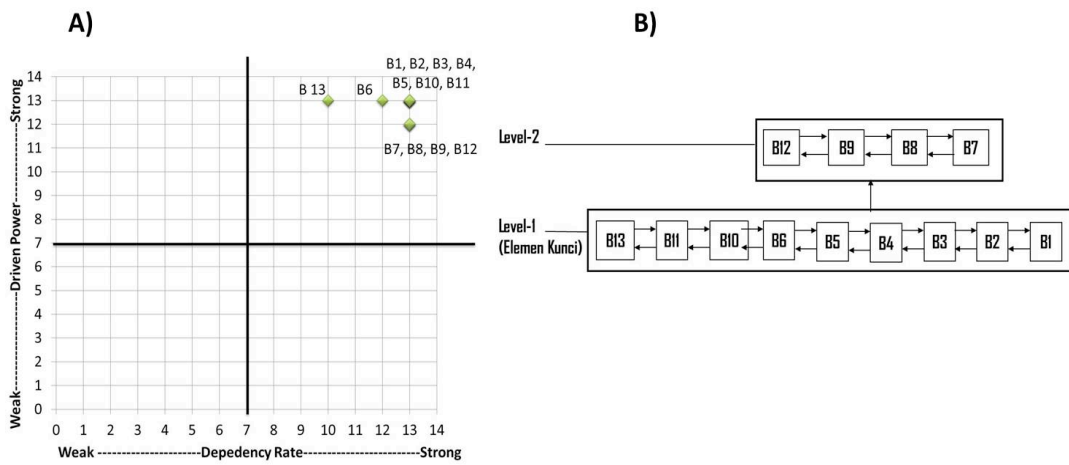 A)
B)
Weak--------------Driven Power--------------Strong
14
13
12
11
10
9
8
7
6
5
4
3
2
1
0
B1, B2, B3, B4,
B5, B10, B11
B 13
B6
B7, B8, B9, B12
0 1 2 3 4 5 6 7 8 9 10 11 12 13 14
Weak ---------------------Depedency Rate----------------------Strong
Level-2
B12 B9 B8 B7
Level-1
(Elemen Kunci)
B13 B11 B10 B6 B5 B4 B3 B2 B1